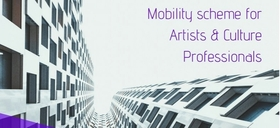 Mobility scheme for
Artists & Culture
Professionals